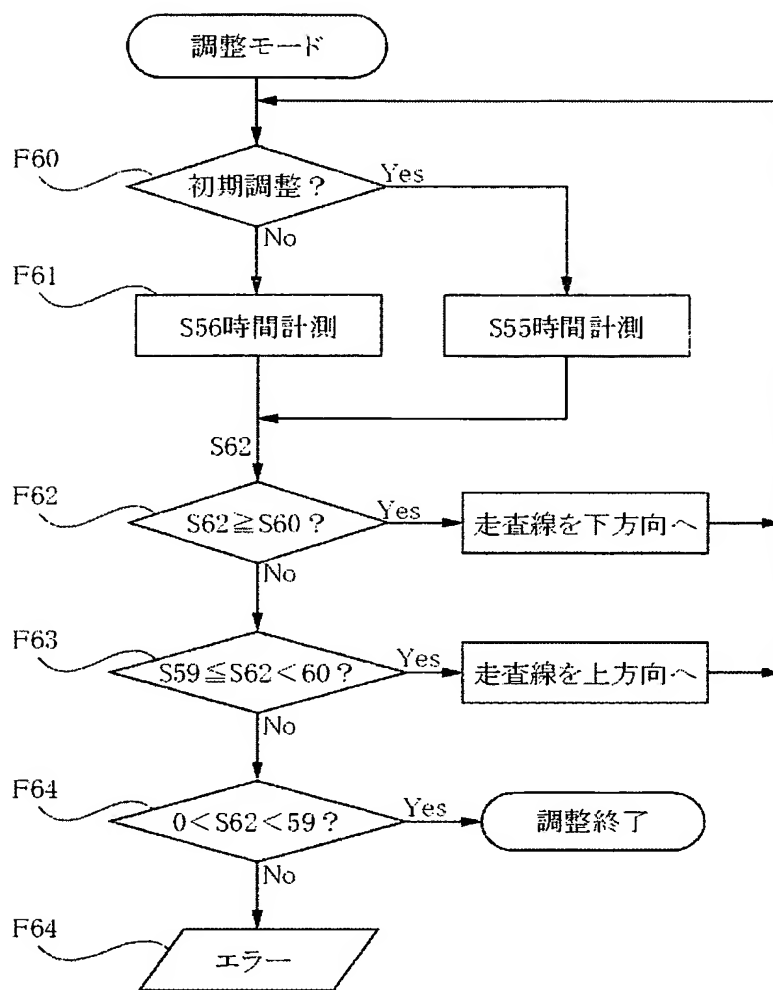 調整モード
F60
初期調整?
Yes
No
F61
S56時間計測
S55時間計測
S62
F62
S62≧S60?
Yes
走査線を下方向へ
No
F63
S59≦S62<60?
Yes
走査線を上方向へ
No
F64
0<S62<59?
Yes
調整終了
No
F64
エラー